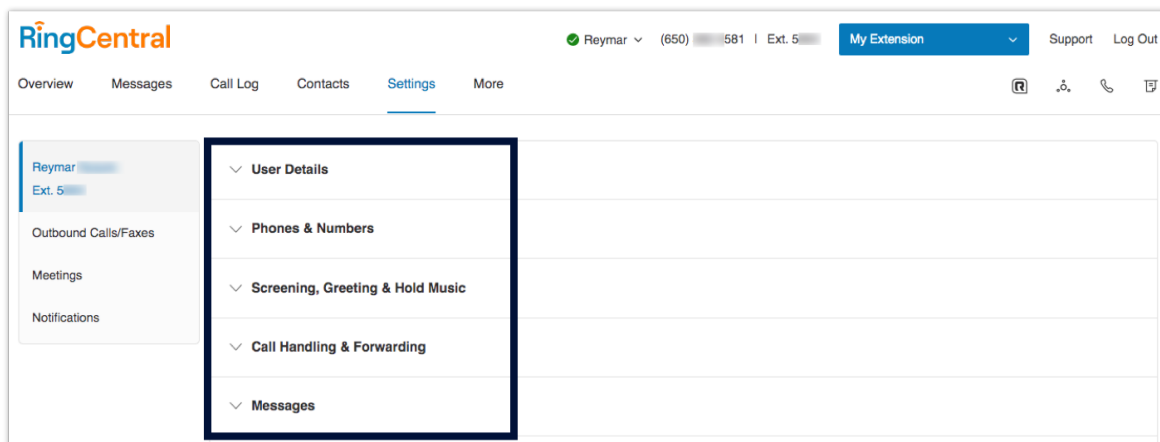 RingCentral
Reymar (650) 581 | Ext. 5 My Extension Support Log Out
Overview Messages Call Log Contacts Settings More
Reymar
Ext. 5
Outbound Calls/Faxes
Meetings
Notifications
User Details
Phones & Numbers
Screening, Greeting & Hold Music
Call Handling & Forwarding
Messages